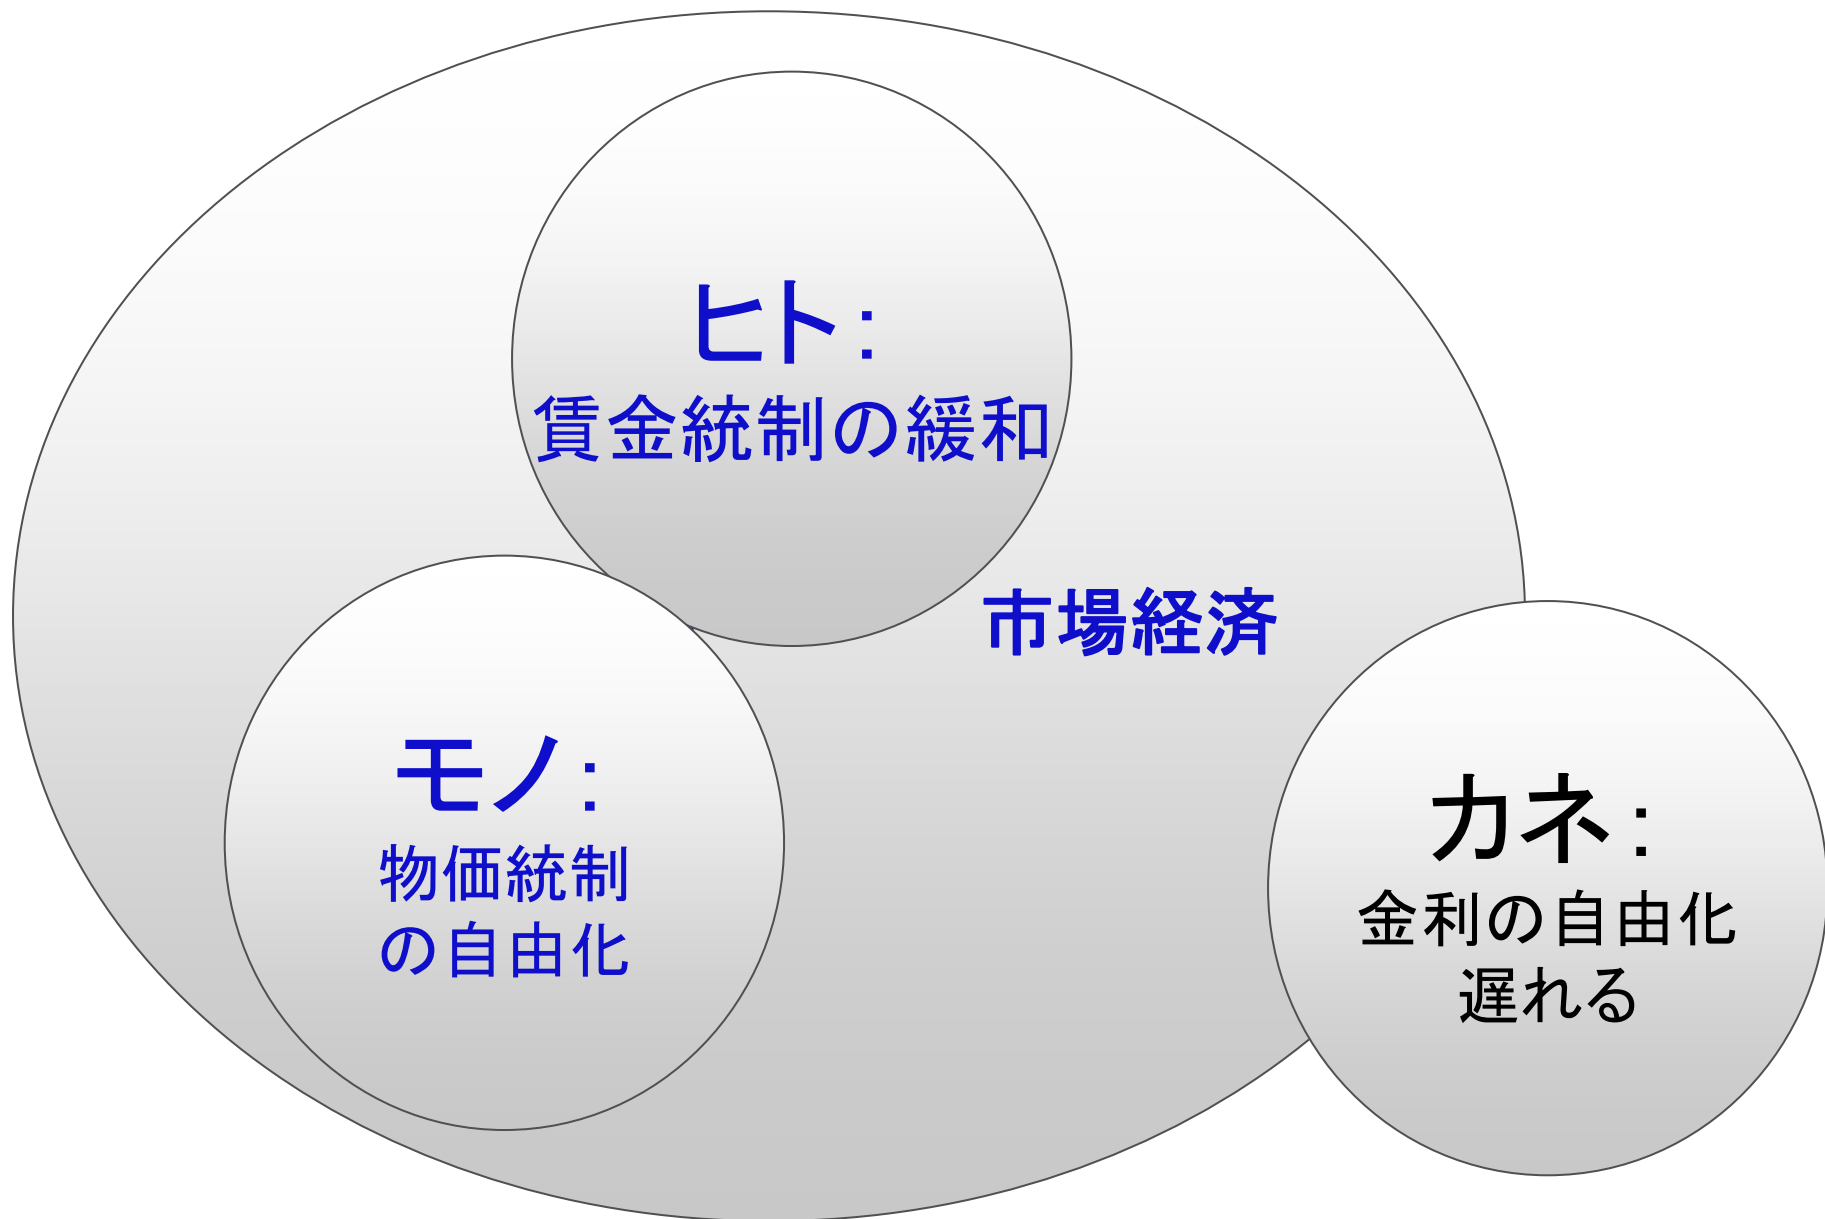 ヒト：
賃金統制の緩和
市場経済
モノ：
物価統制
の自由化
カネ：
金利の自由化
遅れる